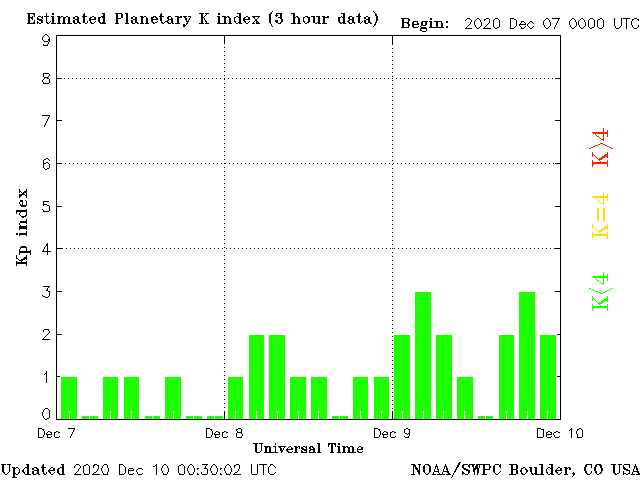 Estimated Planetary K index (3 hour data) Begin: 2020 Dec 07 0000 UTC
9
8
7
6
5
4
3
2
1
0
Kp index
K>4
K=4
K<4
Dec 7 Dec 8 Dec 9 Dec 10
Universal Time
Updated 2020 Dec 10 00:30:02 UTC NOAA/SWPC Boulder, CO USA